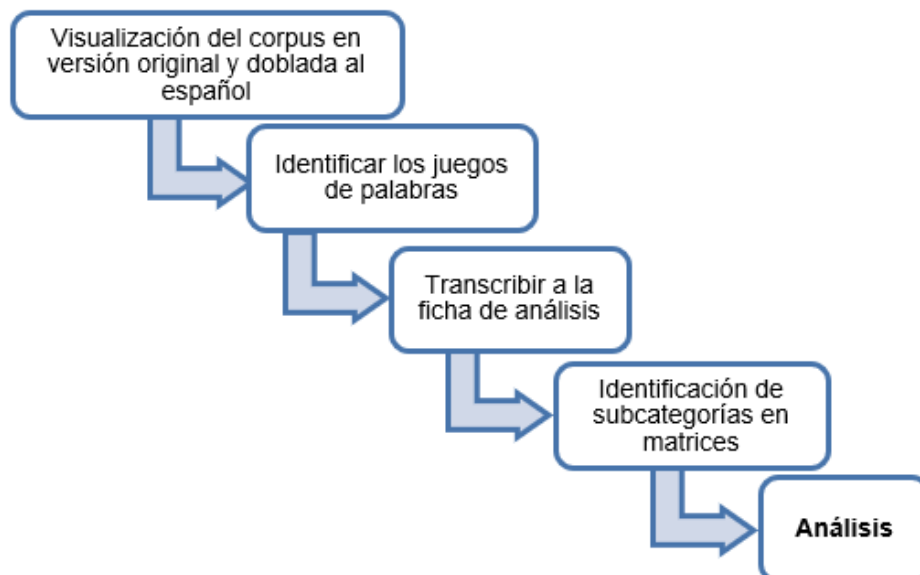 Visualización del corpus en
versión original y doblada al
español
Identificar los juegos
de palabras
Transcribir a la
ficha de análisis
Identificación de
subcategorías en
matrices
Análisis